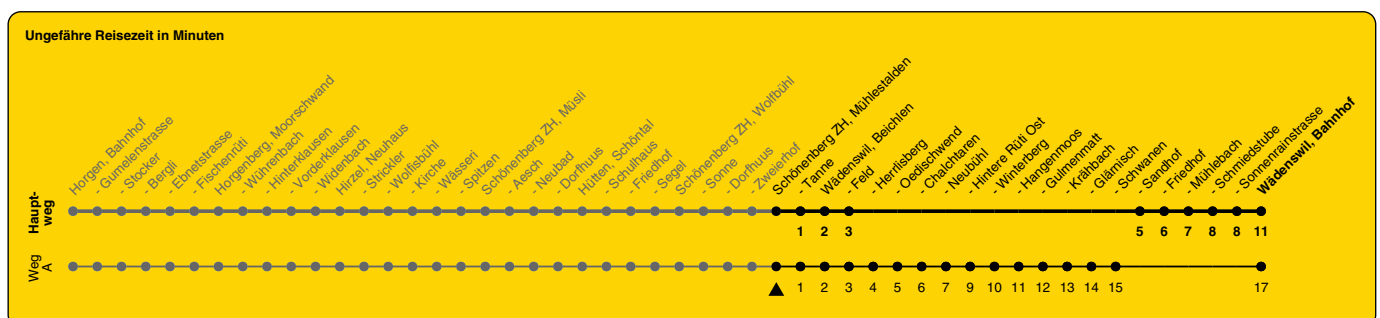 Ungefähre Reisezeit in Minuten
Horgen, Bahnhof
- Gumelenstrasse
- Stocker
- Bergli
- Ebnetstrasse
- Fischenrüti
Horgenberg, Moorschwand
- Wührenbach
- Hinterklausen
- Vorderklausen
- Widenbach
Hirzel, Neuhaus
- Strickler
- Wolfisbühl
- Kirche
- Wässeri
- Spitzen
Schönenberg ZH, Müsli
- Aesch
- Neubad
- Dorfhuus
Hütten, Schöntal
- Schulhaus
- Friedhof
- Segel
Schönenberg ZH, Wolfbühl
- Sonne
- Dorfhuus
- Zweierhof
Schönenberg ZH, Mühlestalden
- Tanne
Wädenswil, Beichlen
- Feld
- Herrlisberg
- Oedischwend
- Chalchtaren
- Neubühl
- Hintere Rüti Ost
- Winterberg
- Hangenmoos
- Gulmenmatt
- Krähbach
- Glärnisch
- Schwanen
- Sandhof
- Friedhof
- Mühlebach
- Schmiedstube
- Sonnenrainstrasse
Wädenswil, Bahnhof
Haupt-
weg
1 2 3 5 6 7 8 8 11
Weg
A
1 2 3 4 5 6 7 9 10 11 12 13 14 15 17